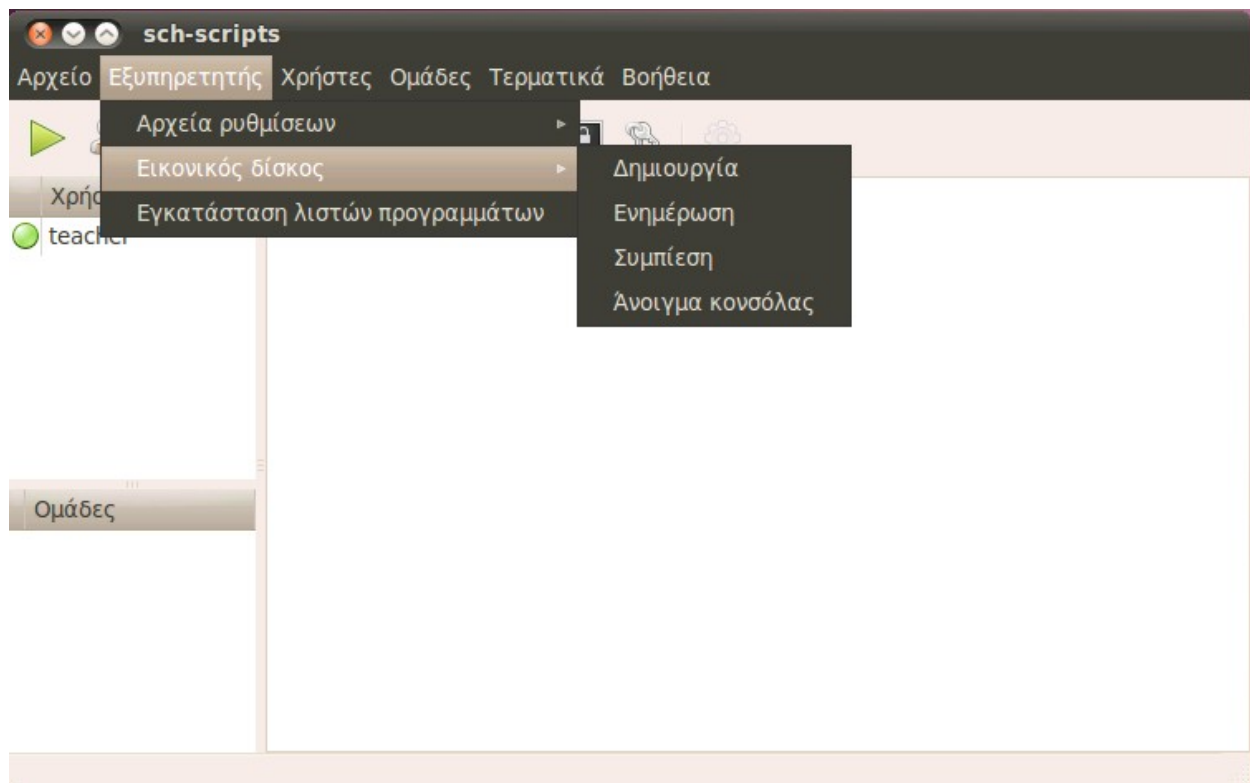 sch-scripts
Αρχείο Εξυπηρετητής Χρήστες Ομάδες Τερματικά Βοήθεια
Αρχεία ρυθμίσεων
Εικονικός δίσκος
Εγκατάσταση λιστών προγραμμάτων
Δημιουργία
Ενημέρωση
Συμπίεση
Άνοιγμα κονσόλας
teacher
Ομάδες